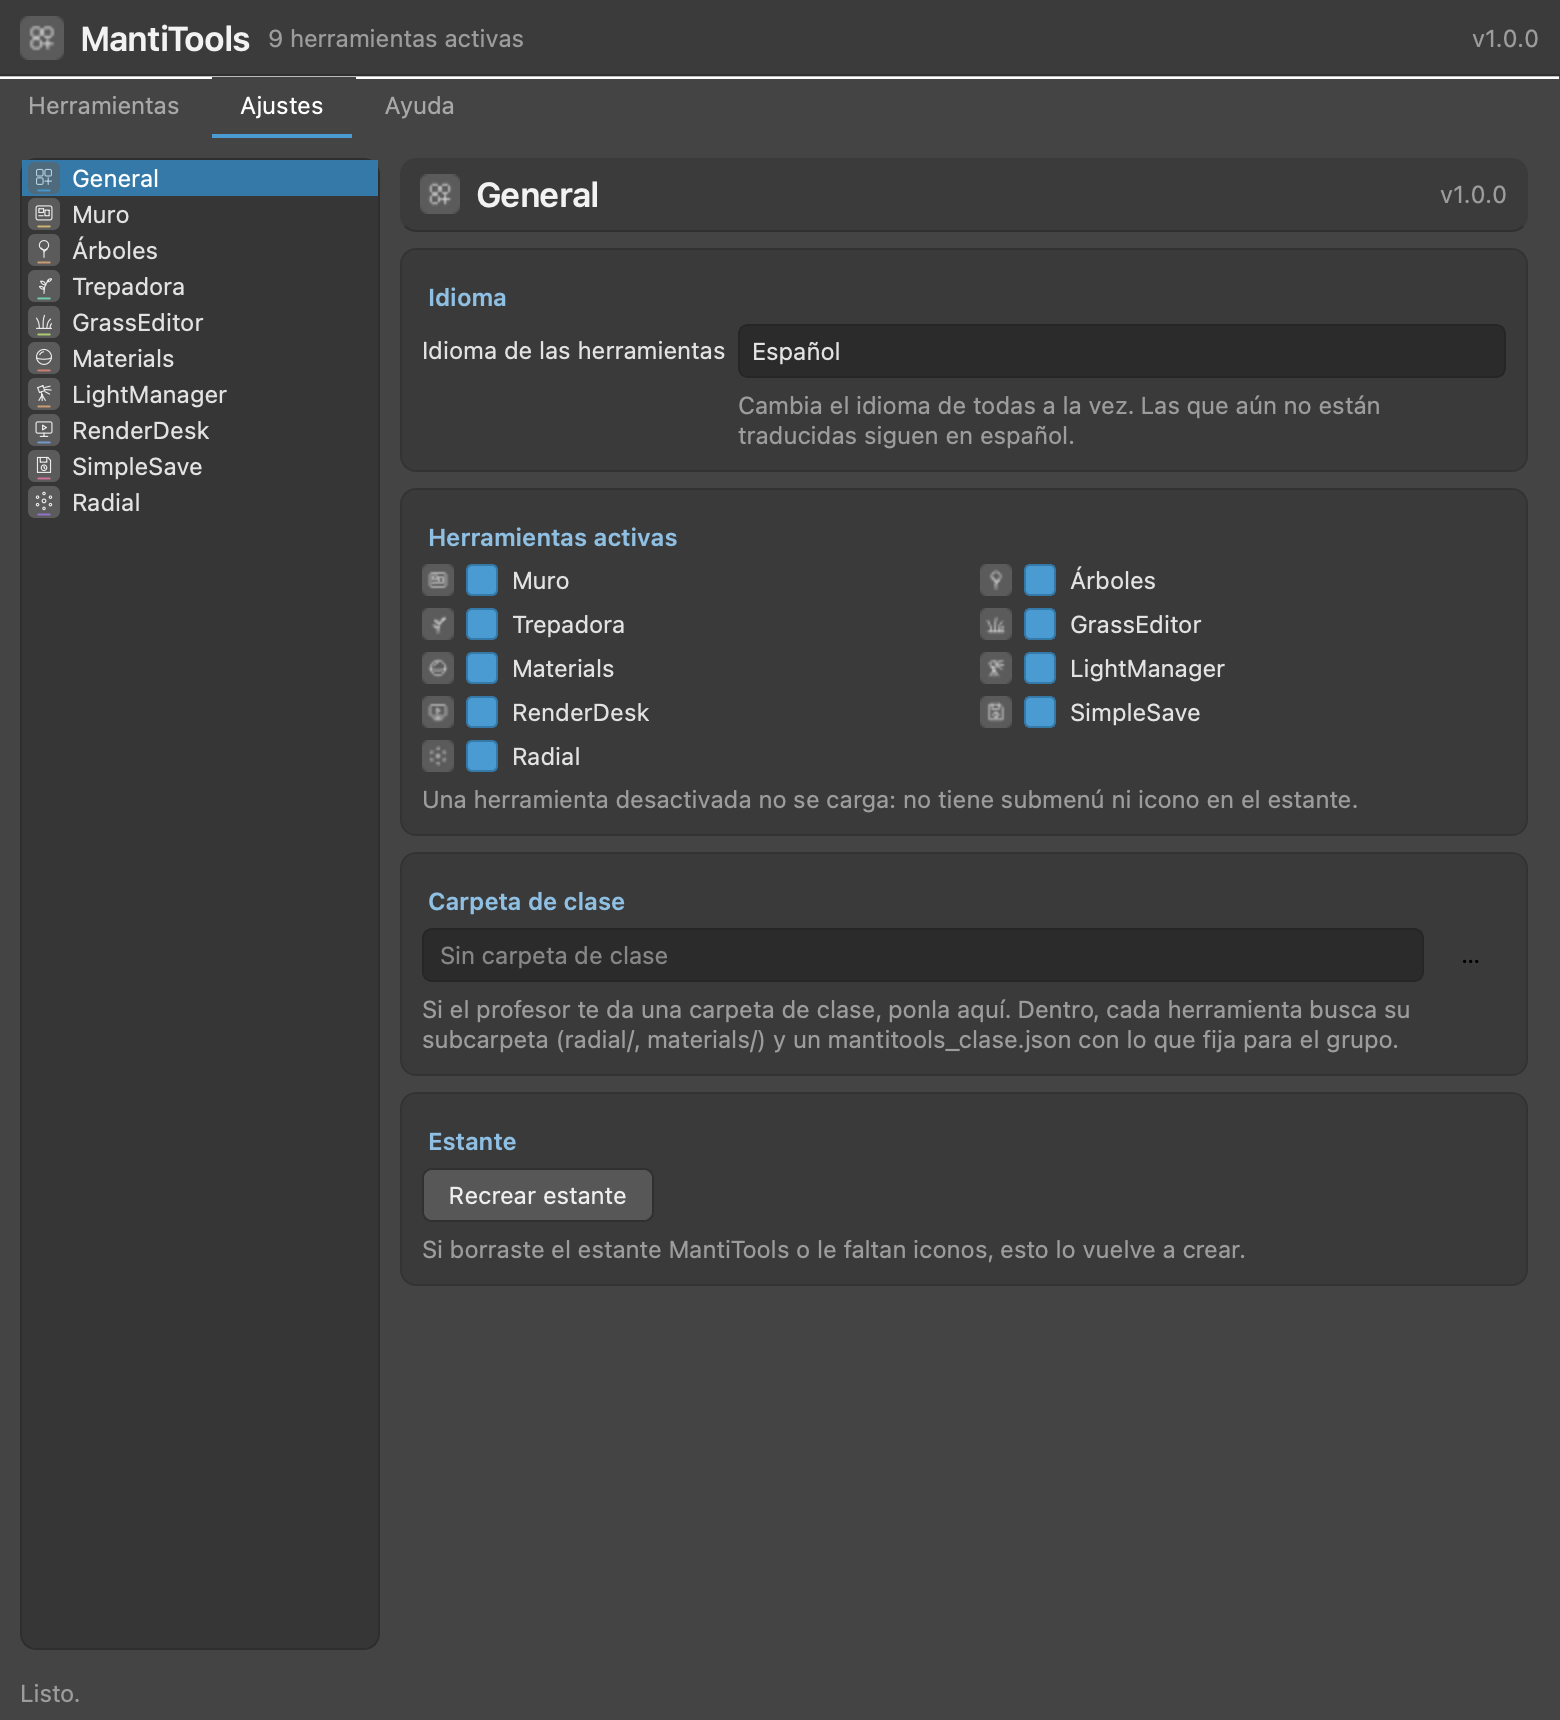 MantiTools 9 herramientas activas v1.0.0
Herramientas Ajustes Ayuda
General
Muro
Árboles
Trepadora
GrassEditor
Materials
LightManager
RenderDesk
SimpleSave
Radial
General v1.0.0
Idioma
Idioma de las herramientas Español
Cambia el idioma de todas a la vez. Las que aún no están
traducidas siguen en español.
Herramientas activas
Muro Árboles
Trepadora GrassEditor
Materials LightManager
RenderDesk SimpleSave
Radial
Una herramienta desactivada no se carga: no tiene submenú ni icono en el estante.
Carpeta de clase
Sin carpeta de clase ...
Si el profesor te da una carpeta de clase, ponla aquí. Dentro, cada herramienta busca su
subcarpeta (radial/, materials/) y un mantitools_clase.json con lo que fija para el grupo.
Estante
Recrear estante
Si borraste el estante MantiTools o le faltan iconos, esto lo vuelve a crear.
Listo.